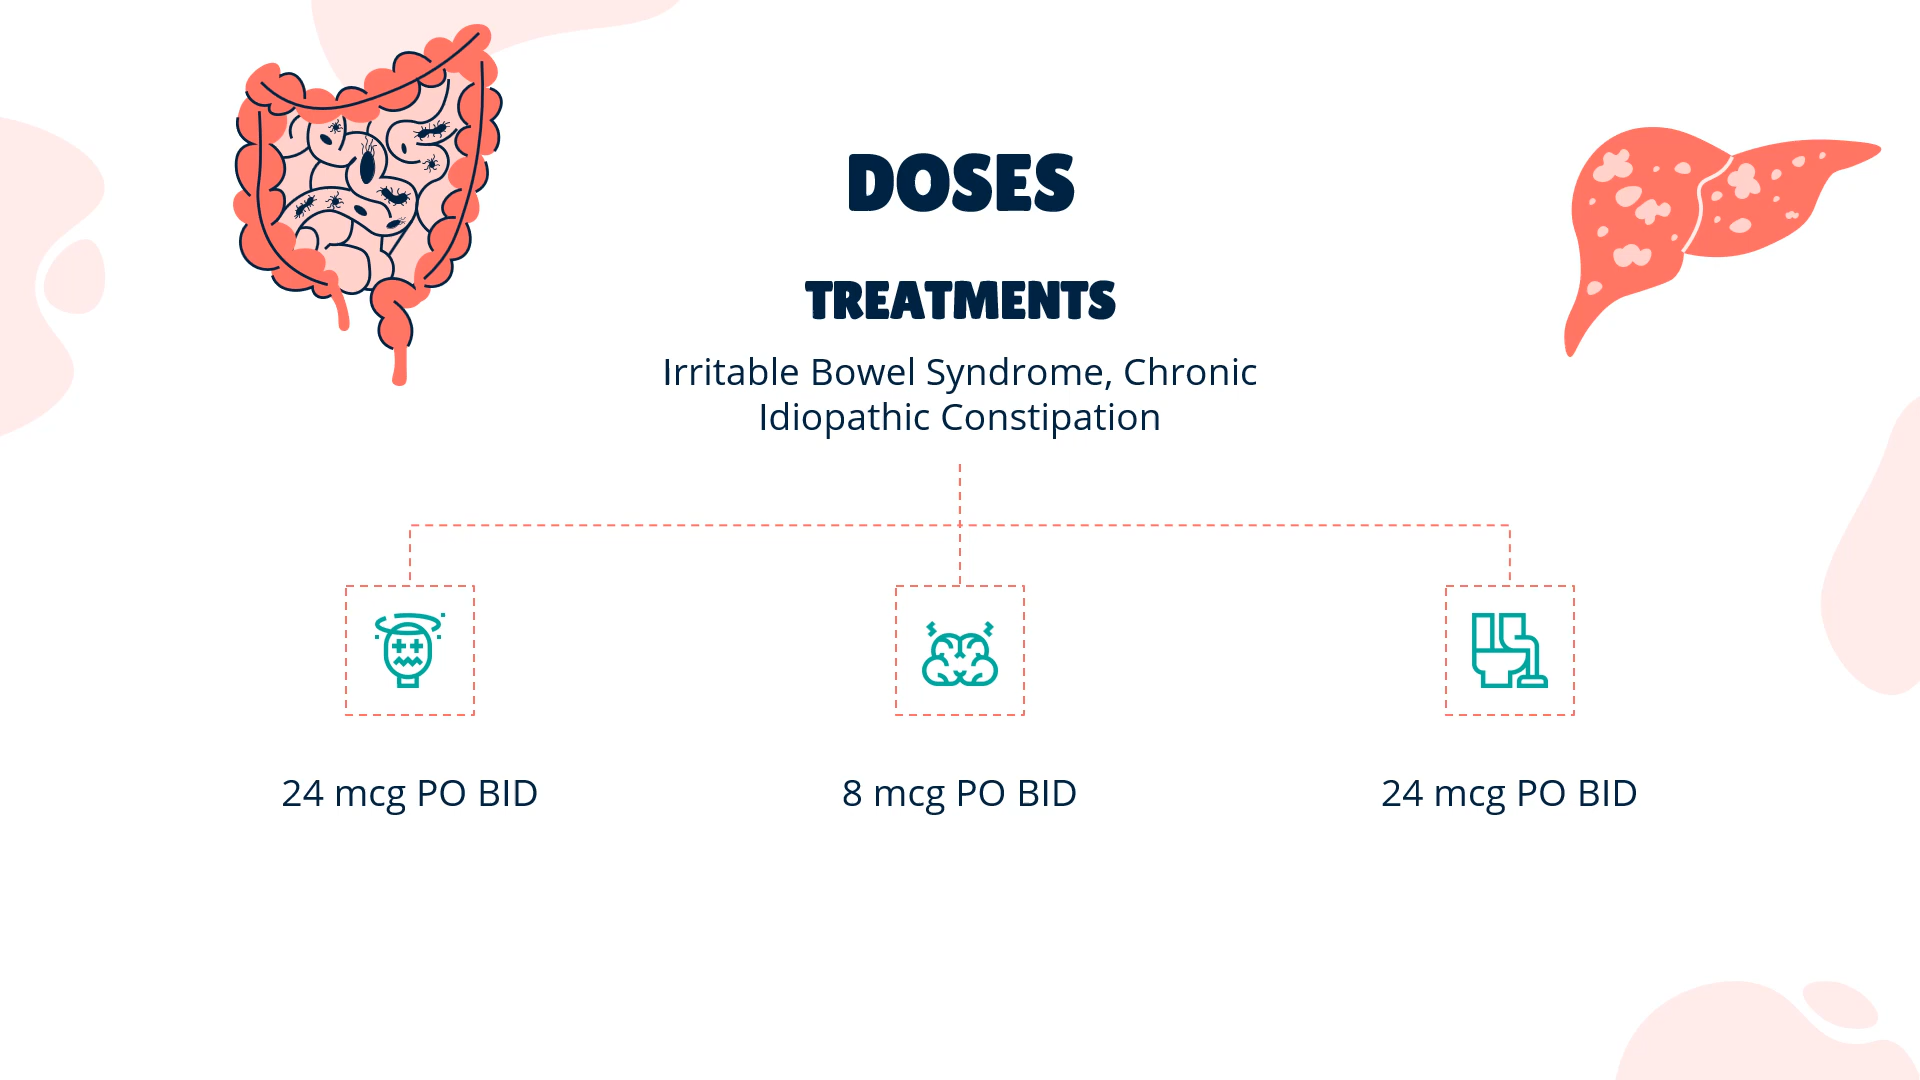 DOSES
TREATMENTS
Irritable Bowel Syndrome, Chronic
Idiopathic Constipation
24 mcg PO BID
8 mcg PO BID
24 mcg PO BID